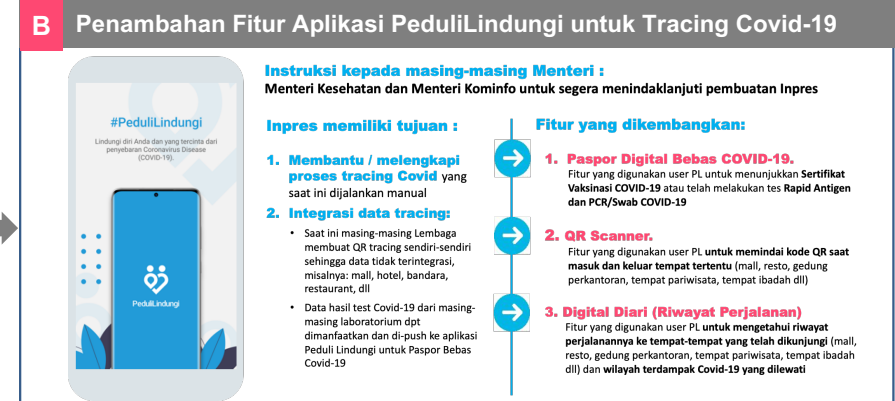 B
Penambahan Fitur Aplikasi PeduliLindungi untuk Tracing Covid-19
#PeduliLindungi
Lindungi diri Anda dan yang tercinta dari
penyebaran Coronavirus Disease
(COVID-19).
PeduliLindungi
Instruksi kepada masing-masing Menteri :
Menteri Kesehatan dan Menteri Kominfo untuk segera menindaklanjuti pembuatan Inpres
Inpres memiliki tujuan :
1. Membantu / melengkapi
proses tracing Covid yang
saat ini dijalankan manual
2. Integrasi data tracing:
• Saat ini masing-masing Lembaga
membuat QR tracing sendiri-sendiri
sehingga data tidak terintegrasi,
misalnya: mall, hotel, bandara,
restaurant, dll
• Data hasil test Covid-19 dari masing-
masing laboratorium dpt
dimanfaatkan dan di-push ke aplikasi
Peduli Lindungi untuk Paspor Bebas
Covid-19
Fitur yang dikembangkan:
1. Paspor Digital Bebas COVID-19.
Fitur yang digunakan user PL untuk menunjukkan Sertifikat
Vaksinasi COVID-19 atau telah melakukan tes Rapid Antigen
dan PCR/Swab COVID-19
2. QR Scanner.
Fitur yang digunakan user PL untuk memindai kode QR saat
masuk dan keluar tempat tertentu (mall, resto, gedung
perkantoran, tempat pariwisata, tempat ibadah dll)
3. Digital Diari (Riwayat Perjalanan)
Fitur yang digunakan user PL untuk mengetahui riwayat
perjalanannya ke tempat-tempat yang telah dikunjungi (mall,
resto, gedung perkantoran, tempat pariwisata, tempat ibadah
dll) dan wilayah terdampak Covid-19 yang dilewati